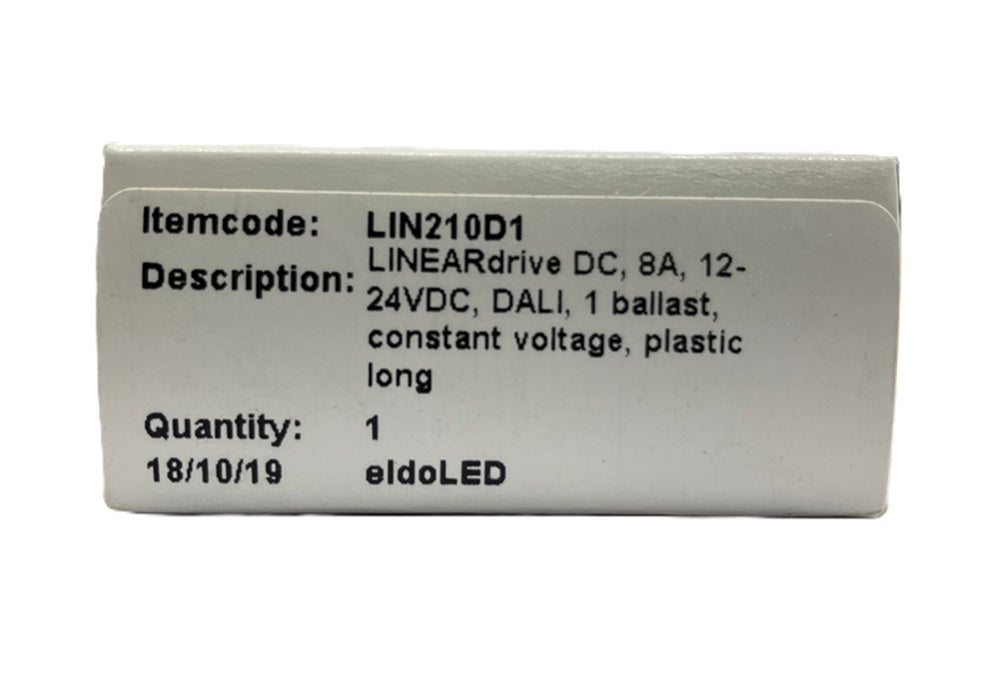 Itemcode: LIN210D1
Description: LINEARdrive DC, 8A, 12-
24VDC, DALI, 1 ballast,
constant voltage, plastic
long
Quantity: 1
18/10/19 eldoLED